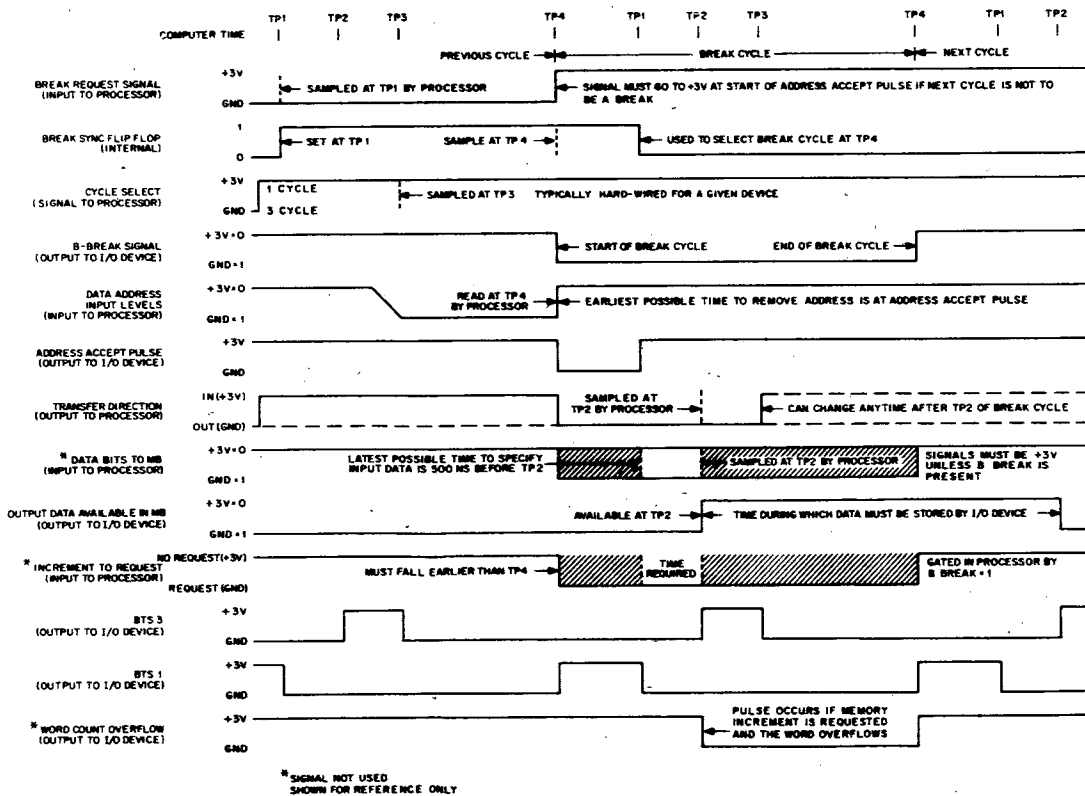 TP1 TP2 TP3 TP4 TP1 TP2 TP3 TP4 TP1 TP2
COMPUTER TIME
PREVIOUS CYCLE BREAK CYCLE NEXT CYCLE
BREAK REQUEST SIGNAL
(INPUT TO PROCESSOR)
+3V
GND
SAMPLED AT TP1 BY PROCESSOR
SIGNAL MUST GO TO +3V AT START OF ADDRESS ACCEPT PULSE IF NEXT CYCLE IS NOT TO
BE A BREAK
BREAK SYNC FLIP FLOP
(INTERNAL)
1
0
SET AT TP1
SAMPLE AT TP4
USED TO SELECT BREAK CYCLE AT TP4
CYCLE SELECT
(SIGNAL TO PROCESSOR)
+3V
GND
1 CYCLE
3 CYCLE
SAMPLED AT TP3 TYPICALLY HARD-WIRED FOR A GIVEN DEVICE
B-BREAK SIGNAL
(OUTPUT TO I/O DEVICE)
+3V=0
GND=1
START OF BREAK CYCLE
END OF BREAK CYCLE
DATA ADDRESS
INPUT LEVELS
(INPUT TO PROCESSOR)
+3V=0
GND=1
READ AT TP4
BY PROCESSOR
EARLIEST POSSIBLE TIME TO REMOVE ADDRESS IS AT ADDRESS ACCEPT PULSE
ADDRESS ACCEPT PULSE
(OUTPUT TO I/O DEVICE)
+3V
GND
TRANSFER DIRECTION
(OUTPUT TO PROCESSOR)
IN(+3V)
OUT(GND)
SAMPLED AT
TP2 BY PROCESSOR
CAN CHANGE ANYTIME AFTER TP2 OF BREAK CYCLE
* DATA BITS TO MB
(INPUT TO PROCESSOR)
+3V=0
GND=1
LATEST POSSIBLE TIME TO SPECIFY
INPUT DATA IS 500 NS BEFORE TP2
SAMPLED AT TP2 BY PROCESSOR
SIGNALS MUST BE +3V
UNLESS B BREAK IS
PRESENT
OUTPUT DATA AVAILABLE IN MB
(OUTPUT TO I/O DEVICE)
+3V=0
GND=1
AVAILABLE AT TP2
TIME DURING WHICH DATA MUST BE STORED BY I/O DEVICE
* INCREMENT TO REQUEST
(INPUT TO PROCESSOR)
NO REQUEST(+3V)
REQUEST (GND)
MUST FALL EARLIER THAN TP4
TIME
REQUIRED
GATED IN PROCESSOR BY
B BREAK=1
BTS 3
(OUTPUT TO I/O DEVICE)
+3V
GND
BTS 1
(OUTPUT TO I/O DEVICE)
+3V
GND
* WORD COUNT OVERFLOW
(OUTPUT TO I/O DEVICE)
+3V
GND
PULSE OCCURS IF MEMORY
INCREMENT IS REQUESTED
AND THE WORD OVERFLOWS
* SIGNAL NOT USED
SHOWN FOR REFERENCE ONLY